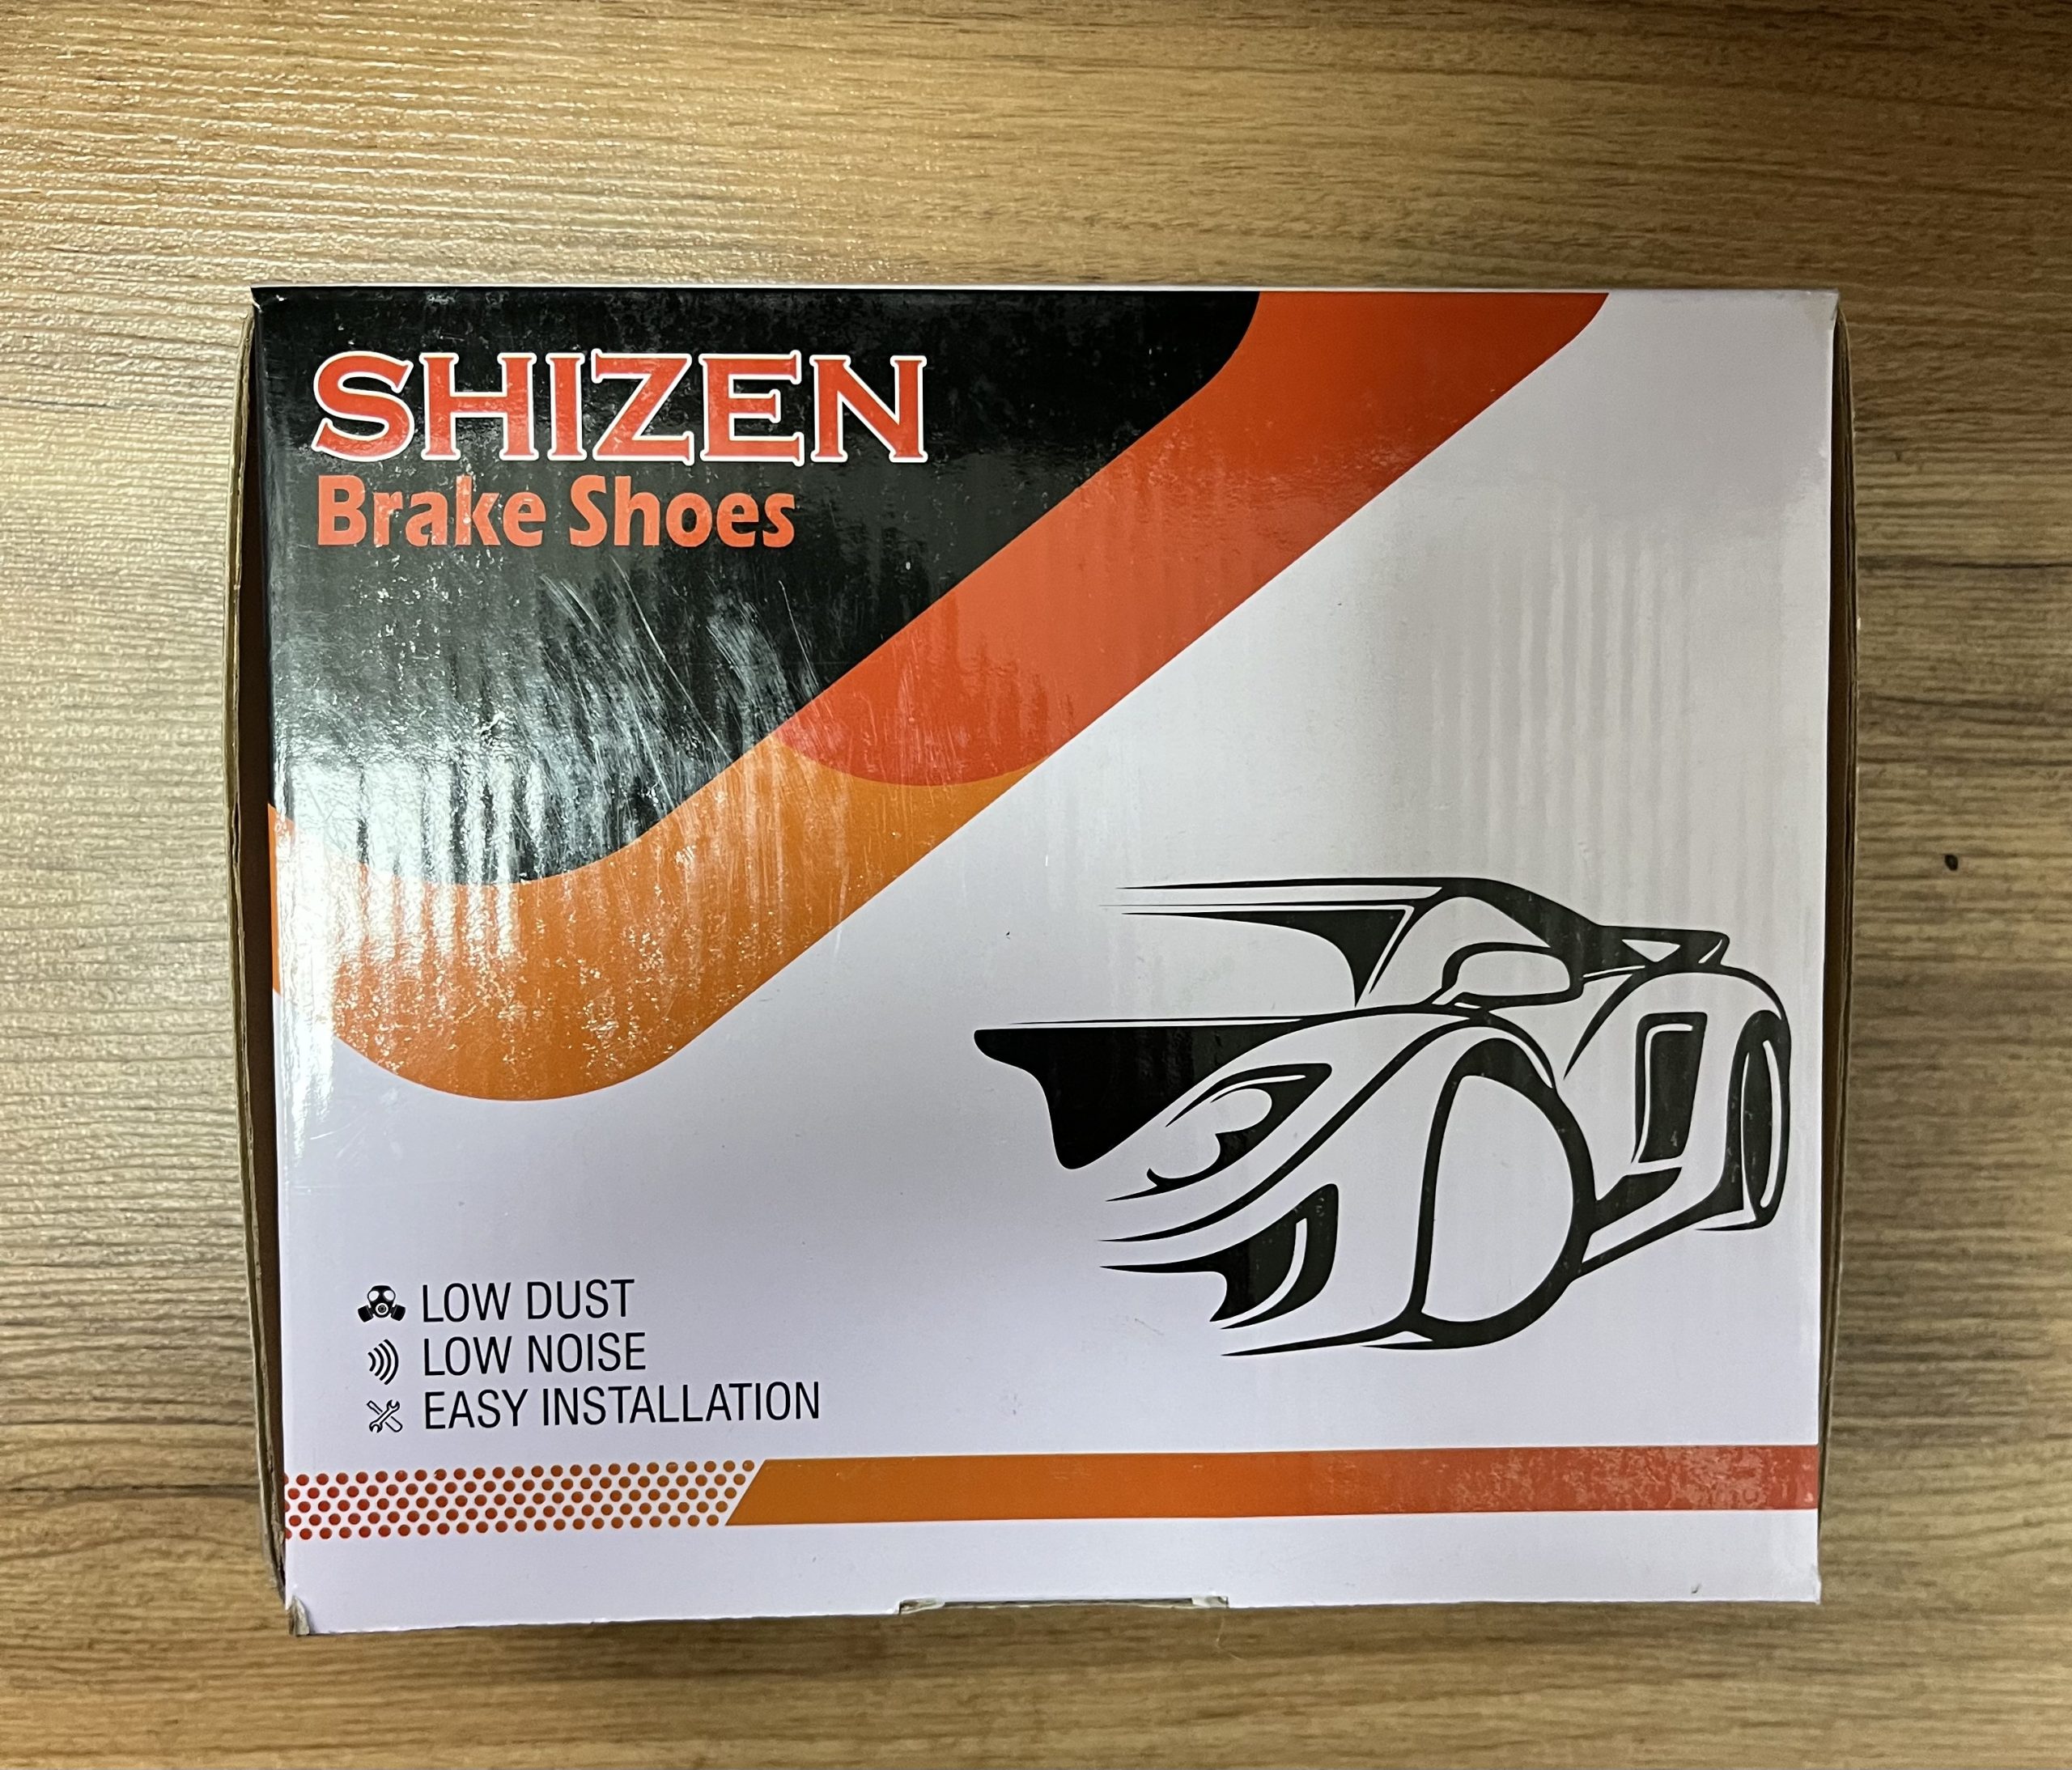 SHIZEN
Brake Shoes
LOW DUST
LOW NOISE
EASY INSTALLATION